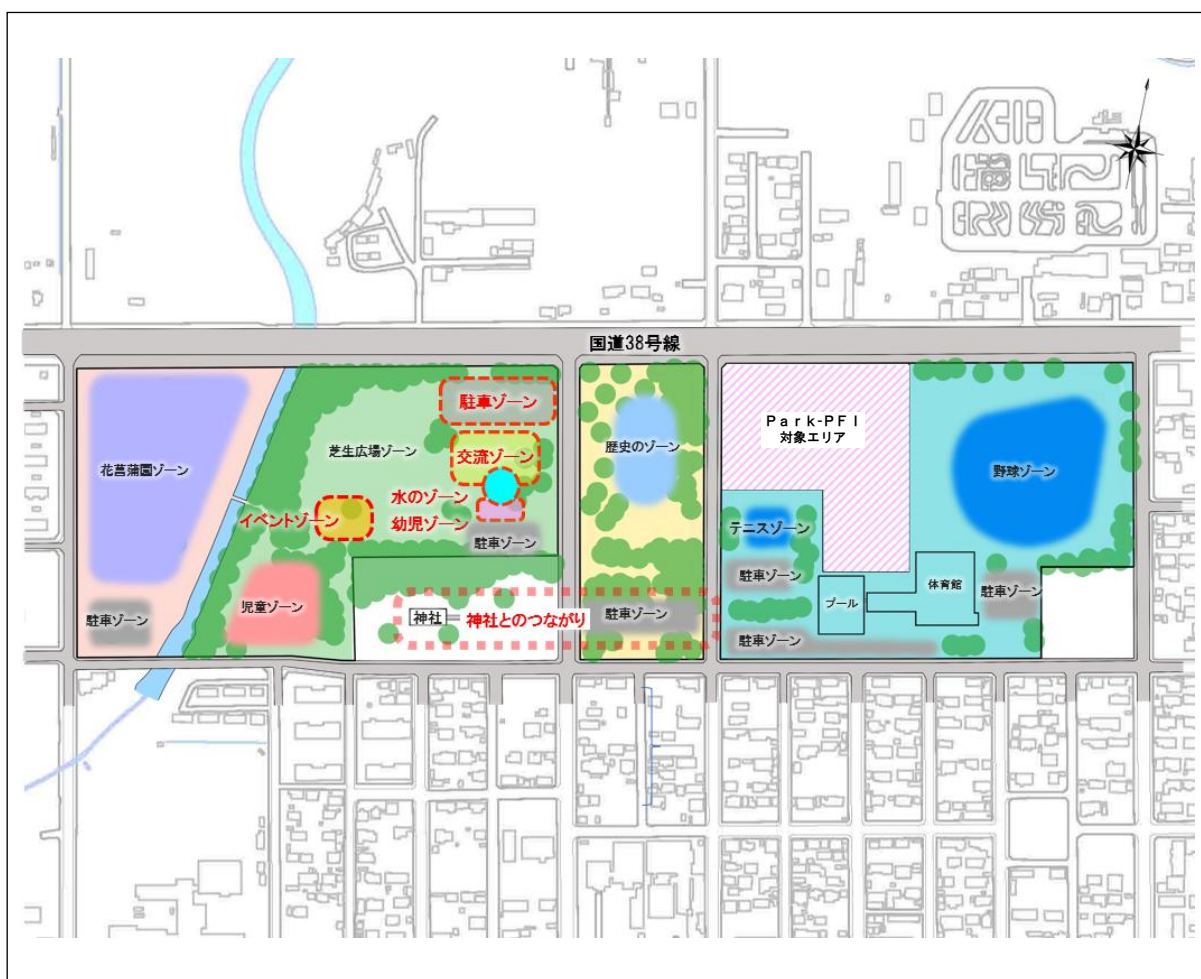 国道38号線
駐車ゾーン
Park-PFI
対象エリア
花菖蒲園ゾーン
芝生広場ゾーン
交流ゾーン
歴史のゾーン
野球ゾーン
水のゾーン
イベントゾーン
幼児ゾーン
テニスゾーン
駐車ゾーン
駐車ゾーン
体育館
児童ゾーン
プール
駐車ゾーン
駐車ゾーン
神社
神社とのつながり
駐車ゾーン
駐車ゾーン